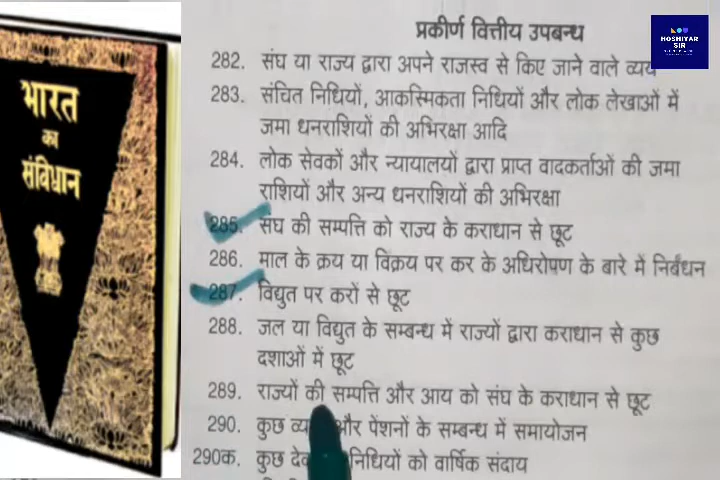 भारत
का
संविधान
HOSHIYAR
SIR
प्रकीर्ण वित्तीय उपबन्ध
282. संघ या राज्य द्वारा अपने राजस्व से किए जाने वाले व्यय
283. संचित निधियों, आकस्मिकता निधियों और लोक लेखाओं में
जमा धनराशियों की अभिरक्षा आदि
284. लोक सेवकों और न्यायालयों द्वारा प्राप्त वादकर्ताओं की जमा
राशियों और अन्य धनराशियों की अभिरक्षा
285. संघ की सम्पत्ति को राज्य के कराधान से छूट
286. माल के क्रय या विक्रय पर कर के अधिरोपण के बारे में निर्बंधन
287. विद्युत पर करों से छूट
288. जल या विद्युत के सम्बन्ध में राज्यों द्वारा कराधान से कुछ
दशाओं में छूट
289. राज्यों की सम्पत्ति और आय को संघ के कराधान से छूट
290. कुछ और पेंशनों के सम्बन्ध में समायोजन
290क. कुछ निधियों को वार्षिक संदाय